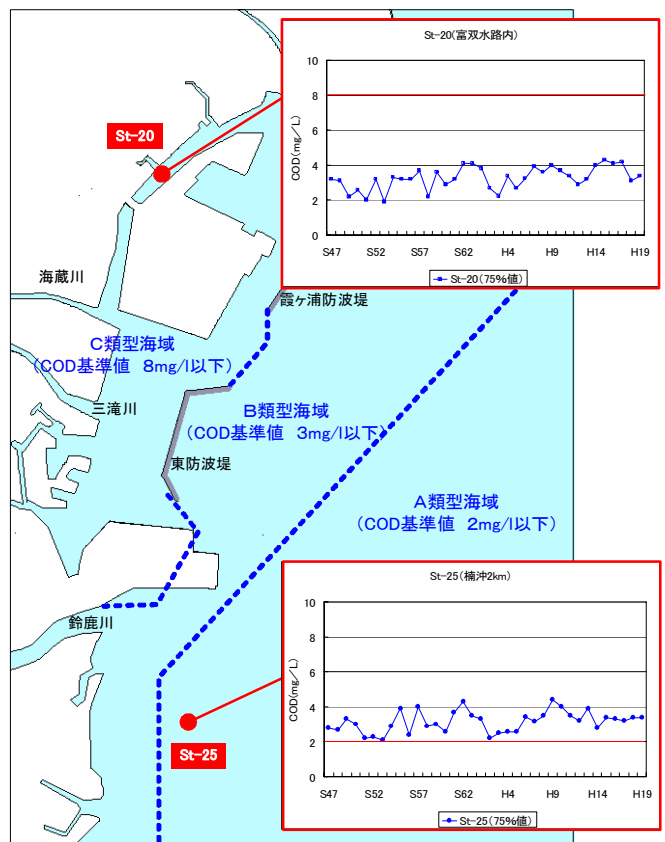 St-20(富双水路内)
COD(mg/L)
10
8
6
4
2
0
S47 S52 S57 S62 H4 H9 H14 H19
St-20(75%値)
St-20
海蔵川
霞ヶ浦防波堤
C類型海域
(COD基準値 8mg/l以下)
三滝川
B類型海域
(COD基準値 3mg/l以下)
東防波堤
A類型海域
(COD基準値 2mg/l以下)
鈴鹿川
St-25
St-25(楠沖2km)
COD(mg/L)
10
8
6
4
2
0
S47 S52 S57 S62 H4 H9 H14 H19
St-25(75%値)